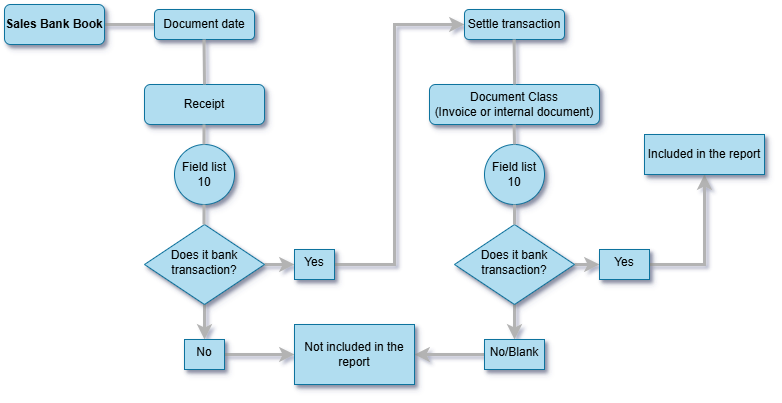 Sales Bank Book
Document date
Settle transaction
Receipt
Document Class
(Invoice or internal document)
Field list
10
Field list
10
Included in the report
Does it bank
transaction?
Yes
Does it bank
transaction?
Yes
No
Not included in the
report
No/Blank